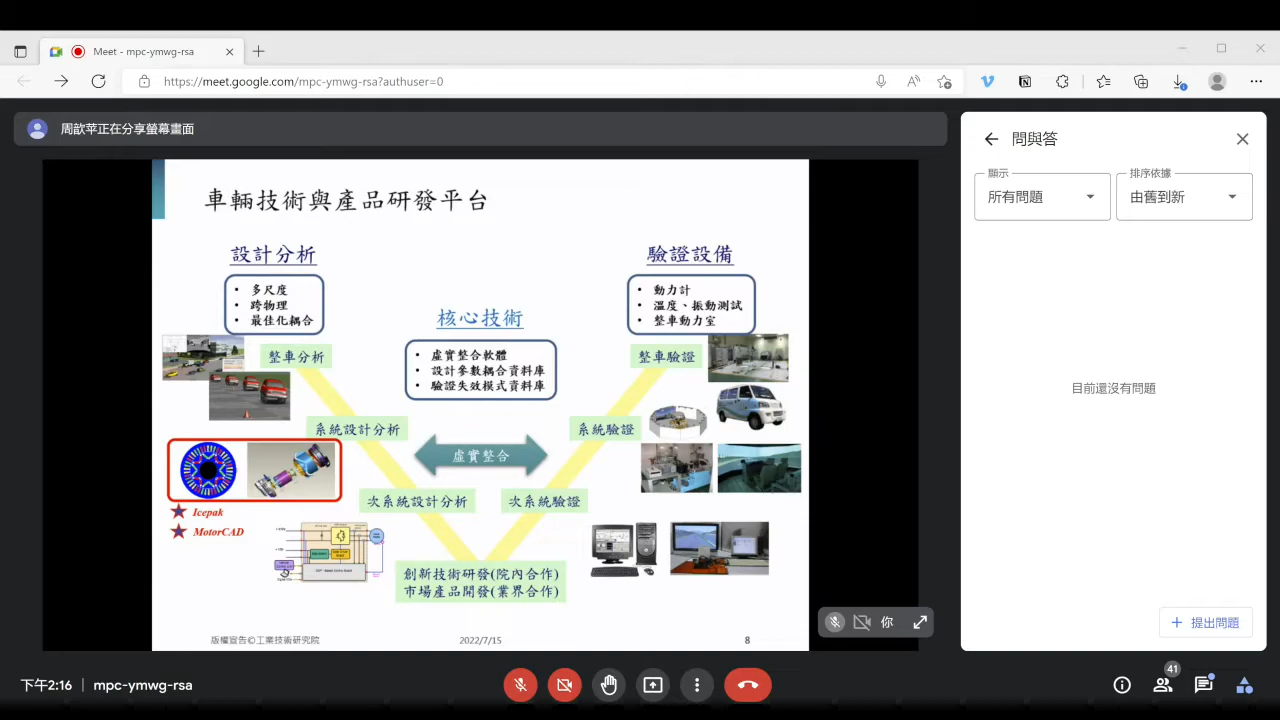 Meet - mpc-ymwg-rsa
https://meet.google.com/mpc-ymwg-rsa?authuser=0
周歆苹正在分享螢幕畫面
車輛技術與產品研發平台
設計分析
• 多尺度
• 跨物理
• 最佳化耦合
核心技術
• 虛實整合軟體
• 設計參數耦合資料庫
• 驗證失效模式資料庫
驗證設備
• 動力計
• 溫度、振動測試
• 整車動力室
整車分析
整車驗證
系統設計分析
系統驗證
虛實整合
次系統設計分析
次系統驗證
Icepak
MotorCAD
創新技術研發(院內合作)
市場產品開發(業界合作)
版權宣告©工業技術研究院
2022/7/15
8
你
問與答
顯示
所有問題
排序依據
由舊到新
目前還沒有問題
+ 提出問題
下午2:16 | mpc-ymwg-rsa
41